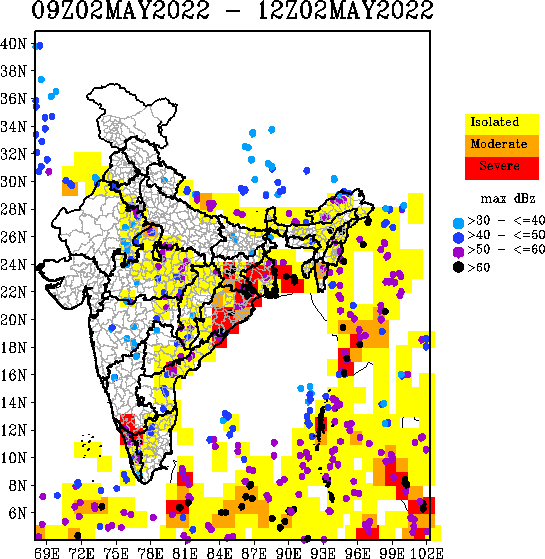 09Z02MAY2022 – 12Z02MAY2022
40N
38N
36N
34N
32N
30N
28N
26N
24N
22N
20N
18N
16N
14N
12N
10N
8N
6N
69E 72E 75E 78E 81E 84E 87E 90E 93E 96E 99E 102E
Isolated
Moderate
Severe
max dBz
>30 - <=40
>40 - <=50
>50 - <=60
>60